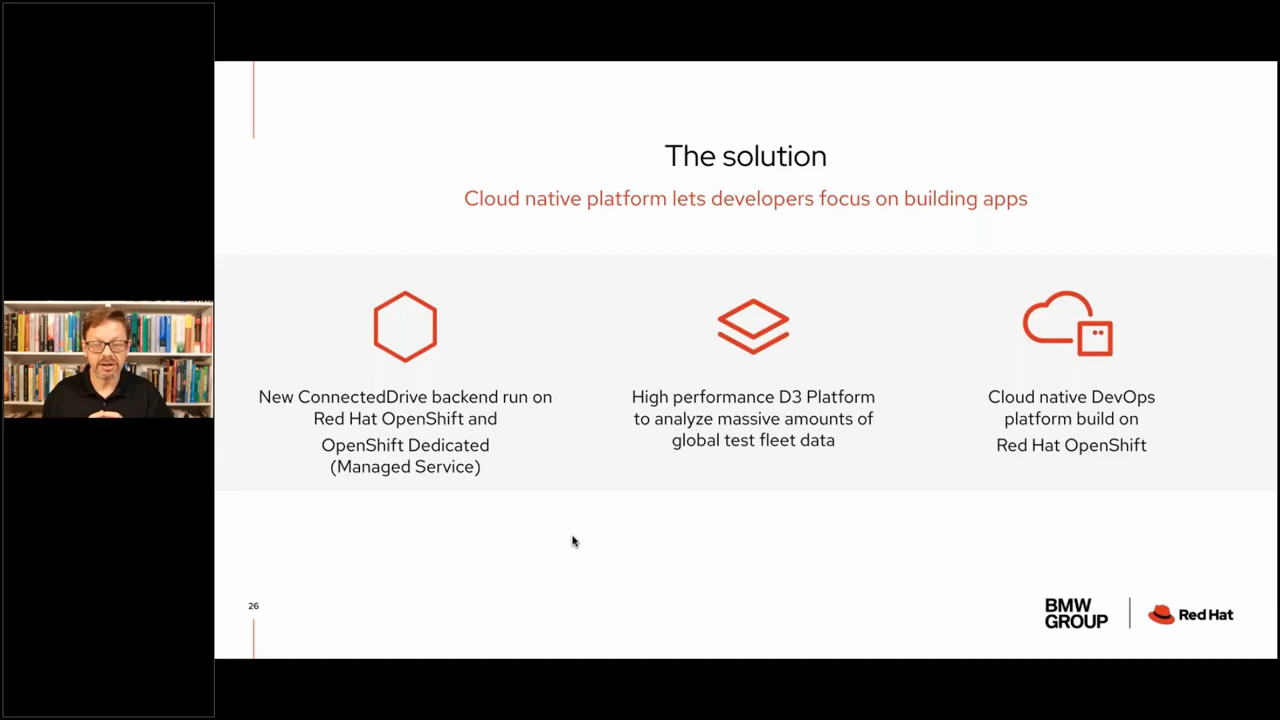 The solution
Cloud native platform lets developers focus on building apps
New ConnectedDrive backend run on
Red Hat OpenShift and
OpenShift Dedicated
(Managed Service)
High performance D3 Platform
to analyze massive amounts of
global test fleet data
Cloud native DevOps
platform build on
Red Hat OpenShift
26
BMW
GROUP
Red Hat